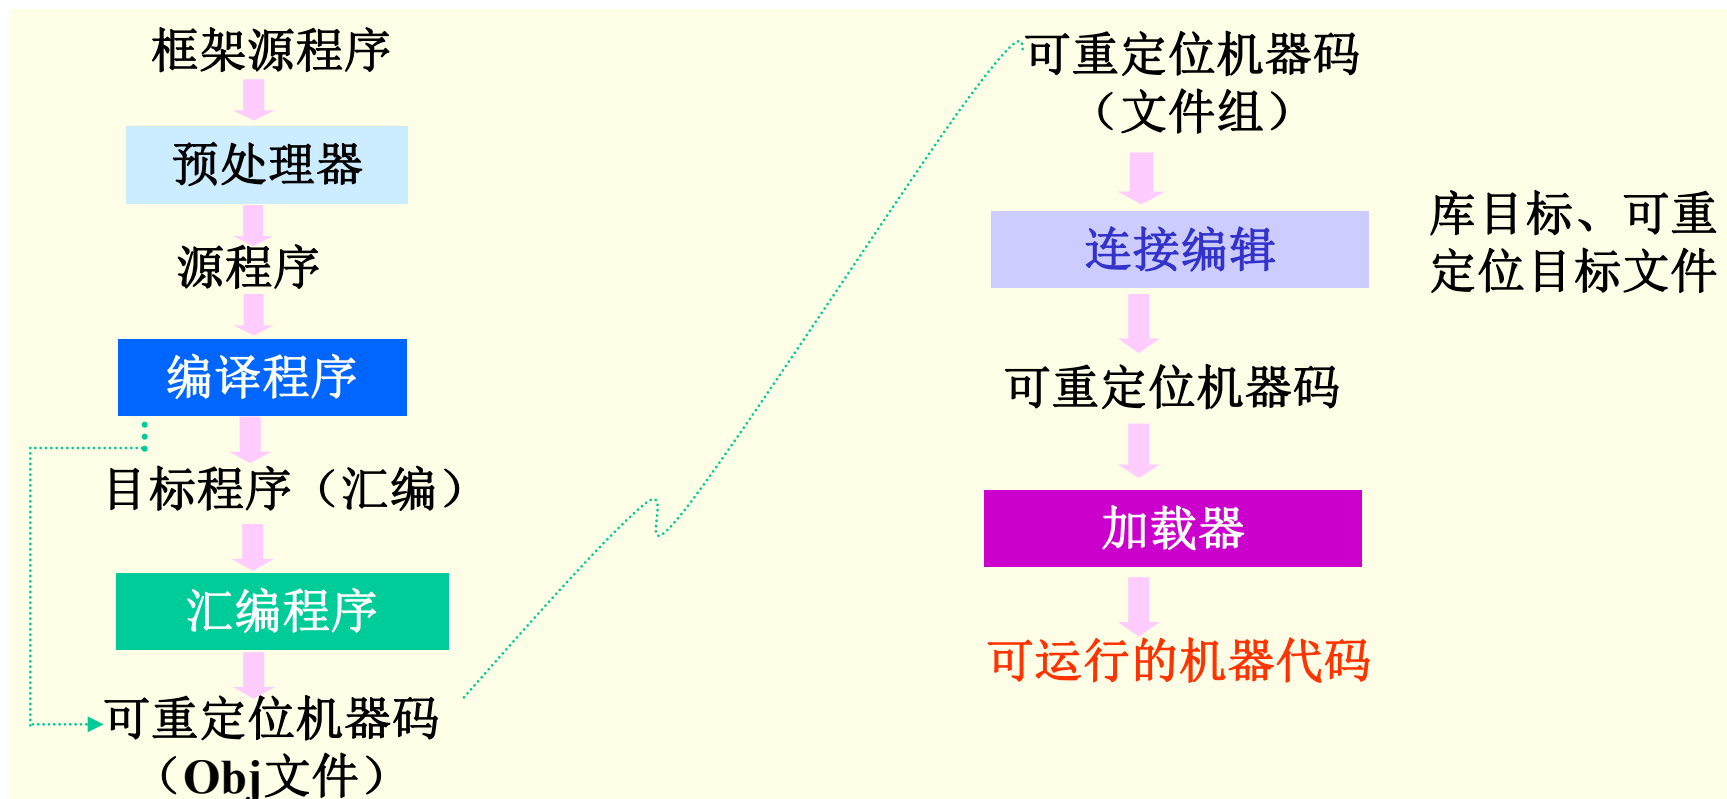 框架源程序
预处理器
源程序
编译程序
目标程序（汇编）
汇编程序
可重定位机器码
（Obj文件）
可重定位机器码
（文件组）
连接编辑
库目标、可重
定位目标文件
可重定位机器码
加载器
可运行的机器代码